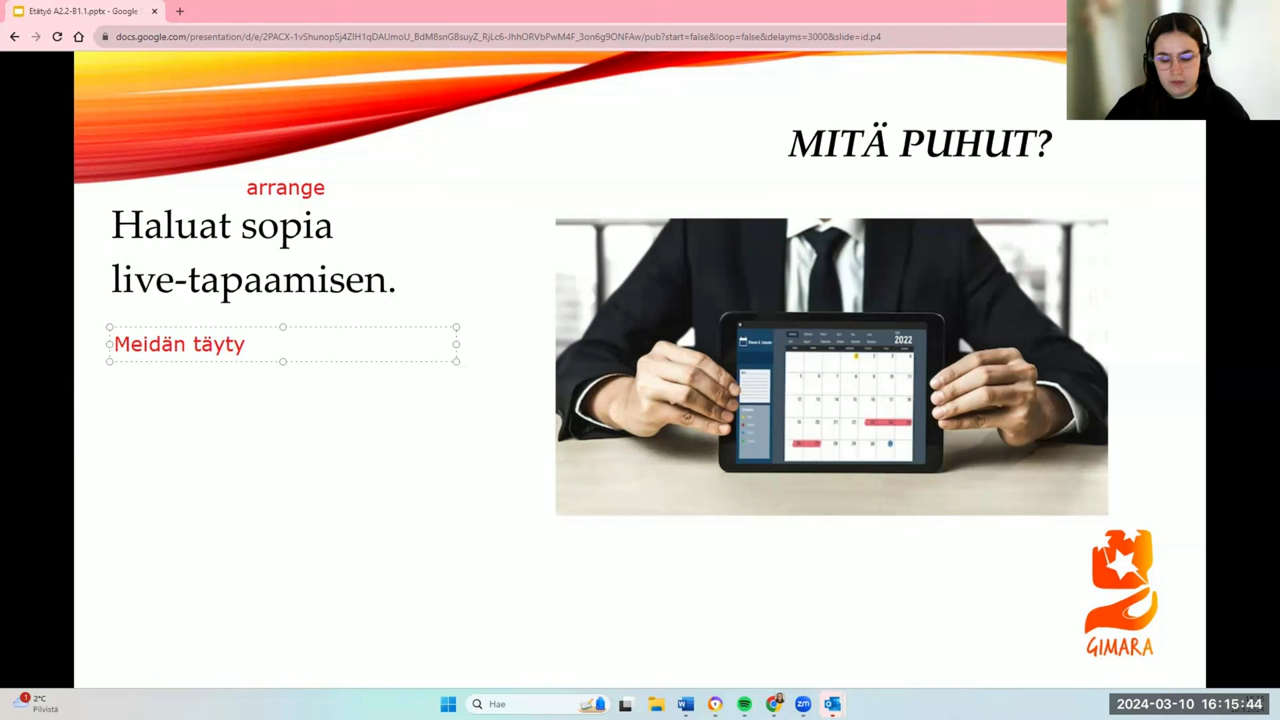 Etätyö A2.2-B1.1.pptx - Google
docs.google.com/presentation/d/e/2PACX-1vShunopSj4ZIH1qDAUmoU_BdM8snGBsuyZ_RjLc6-JhhORVbPwM4F_3on6g9ONFAw/pub?start=false&loop=false&delayms=3000&slide=id.p4
MITÄ PUHUT?
arrange
Haluat sopia
live-tapaamisen.
Meidän täyty
2022
GIMARA
1
2°C
Pilvistä
Hae
2024-03-10 16:15:44